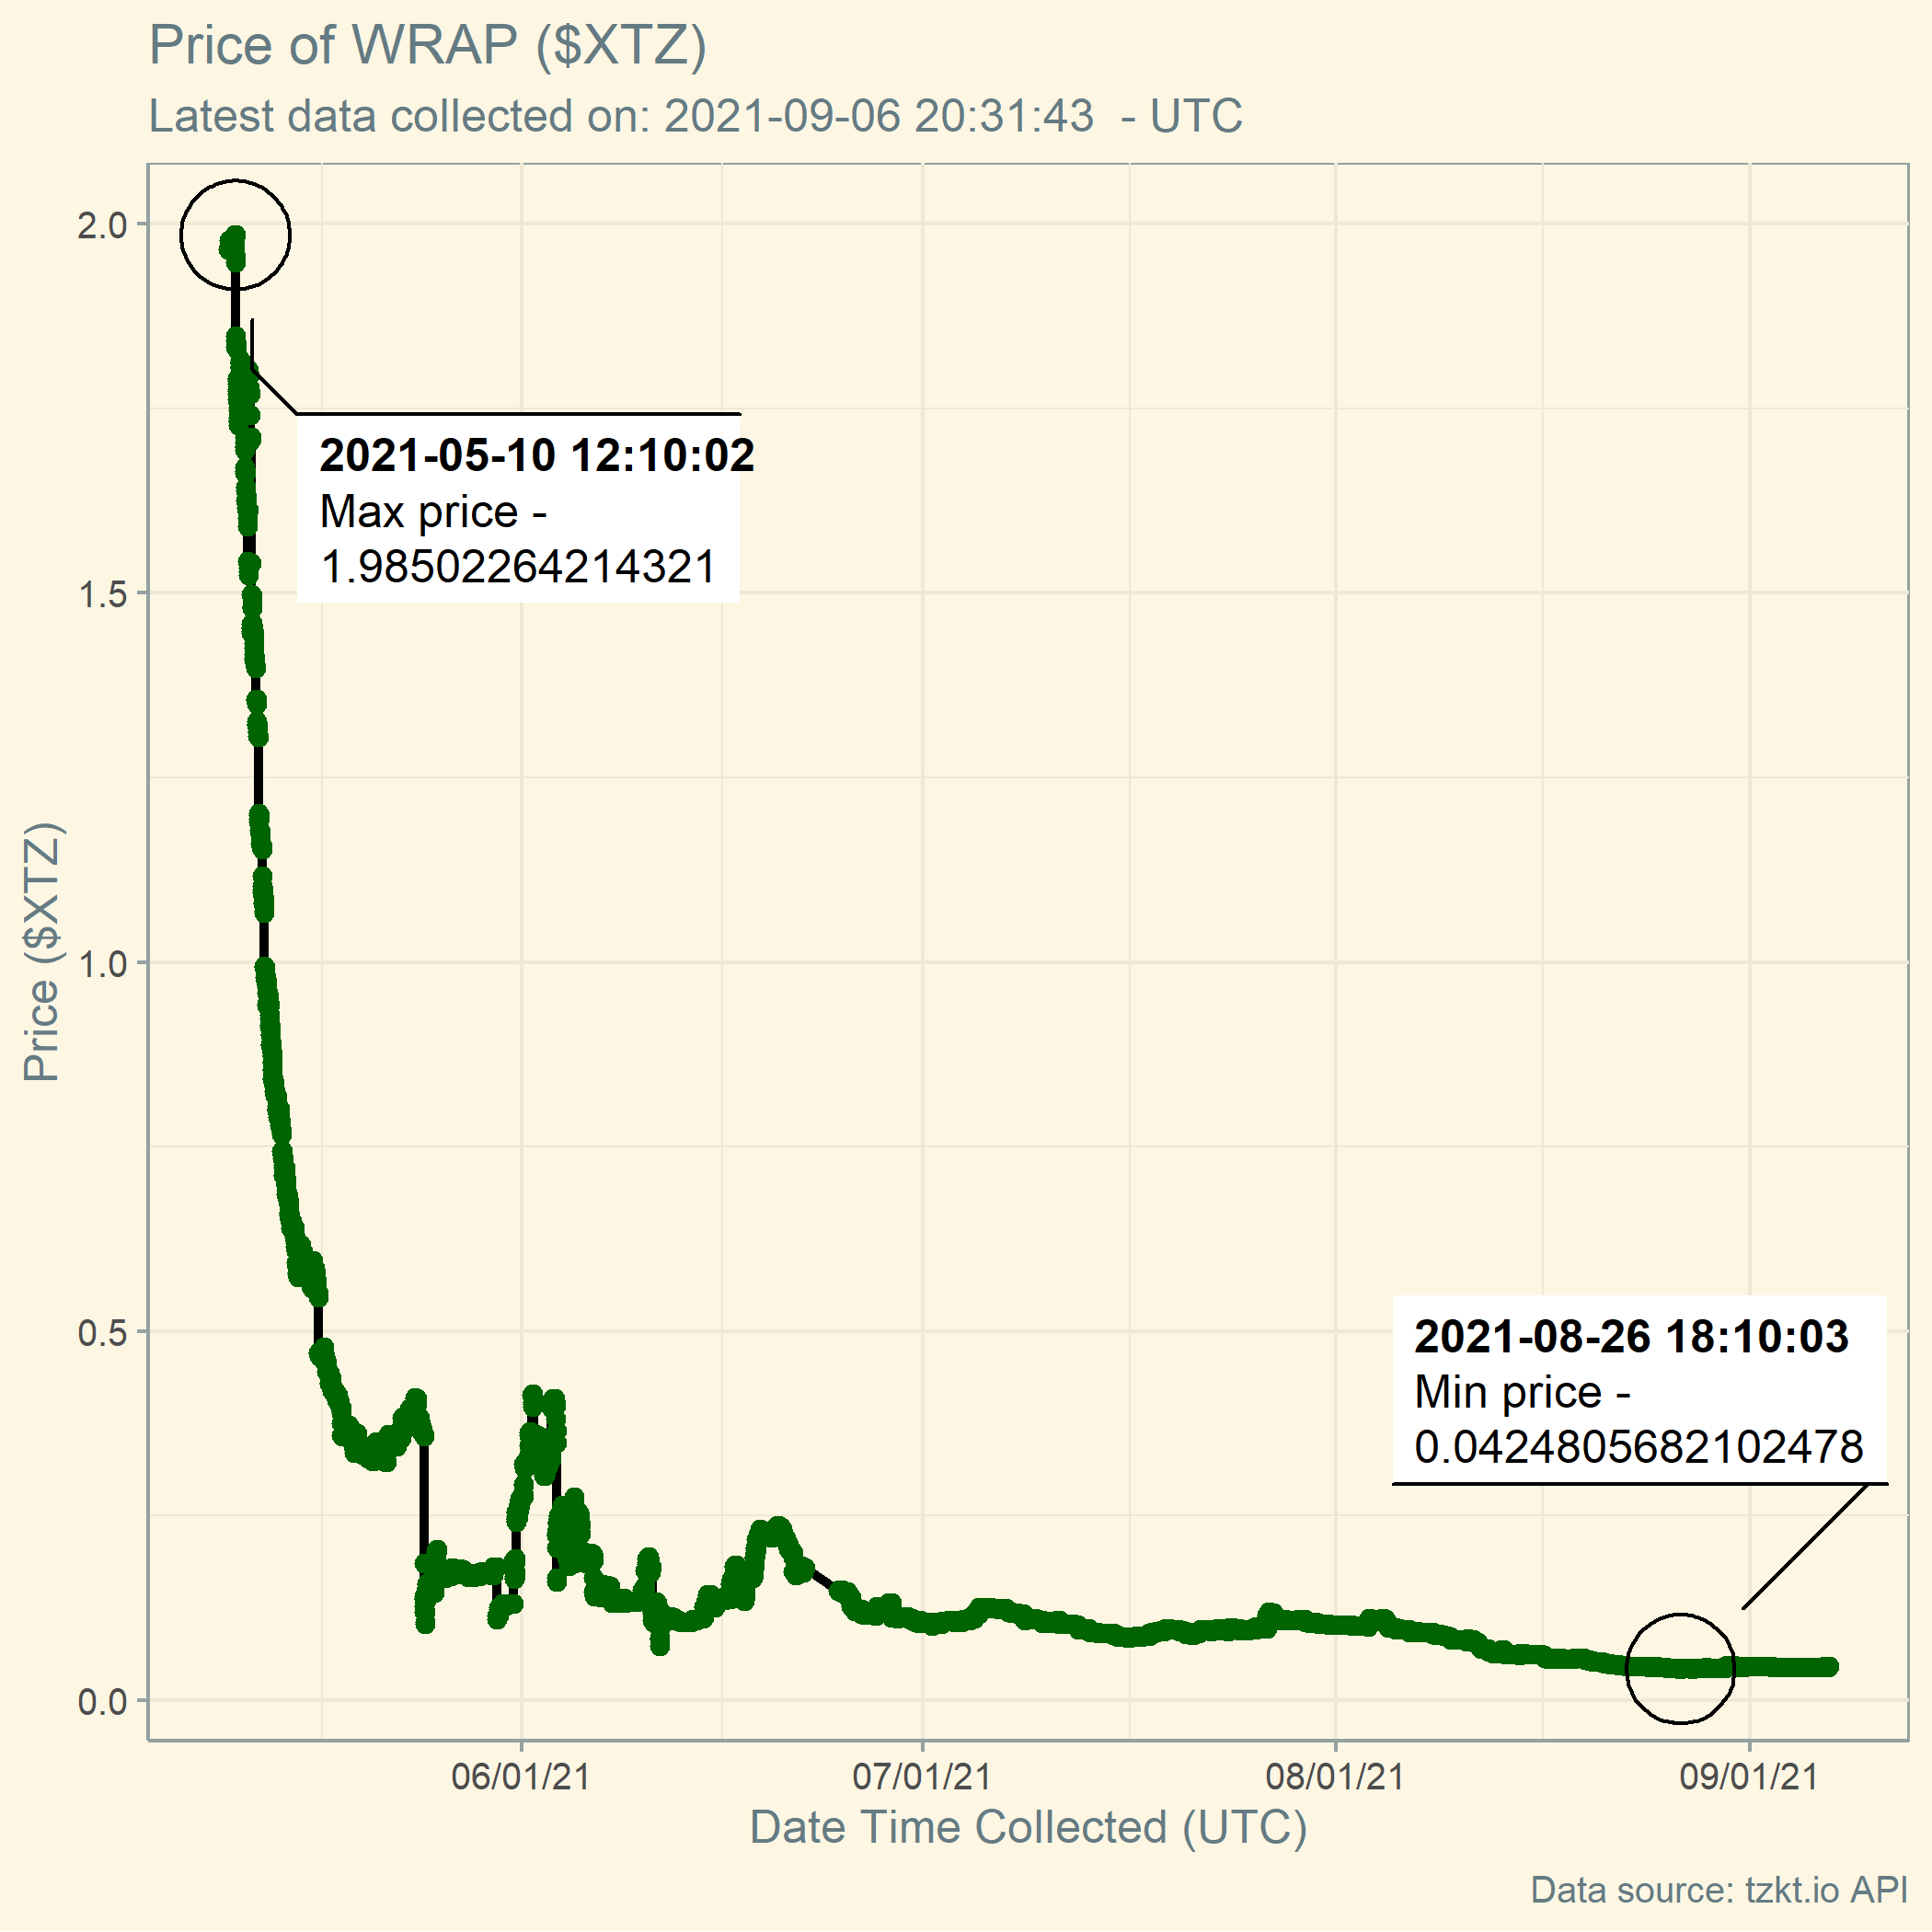 Price of WRAP ($XTZ)
Latest data collected on: 2021-09-06 20:31:43  - UTC
2.0
1.5
1.0
0.5
0.0
Price ($XTZ)
2021-05-10 12:10:02
Max price -
1.98502264214321
2021-08-26 18:10:03
Min price -
0.0424805682102478
06/01/21
07/01/21
08/01/21
09/01/21
Date Time Collected (UTC)
Data source: tzkt.io API